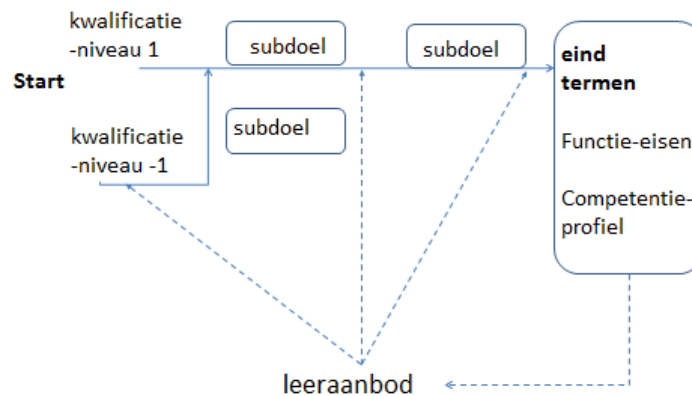 kwalificatie
-niveau 1
subdoel
subdoel
Start
eind
termen
kwalificatie
-niveau -1
subdoel
Functie-eisen
Competentie-
profiel
leeraanbod